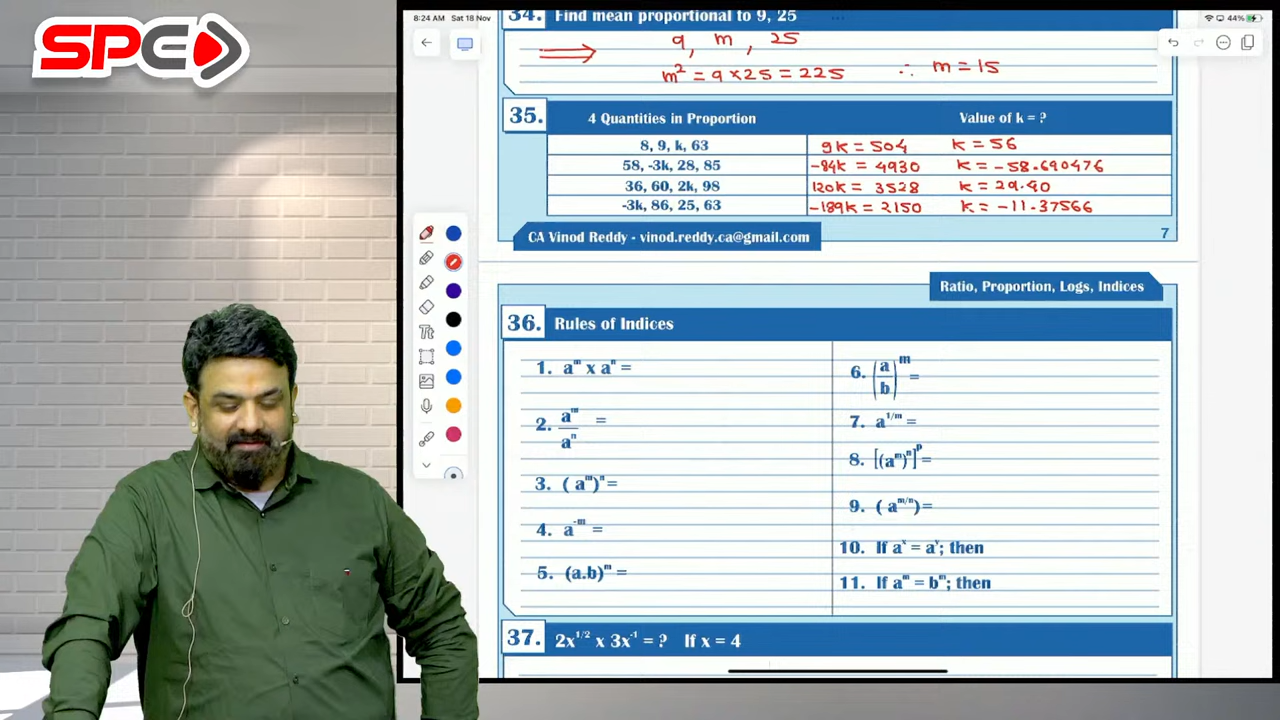 SPC
8:24 AM Sat 18 Nov
44%
34. Find mean proportional to 9, 25
9, m, 25
m² = 9 x 25 = 225 ∴ m = 15
35. 4 Quantities in Proportion Value of k = ?
8, 9, k, 63 9k = 504 k = 56
58, -3k, 28, 85 -84k = 4930 k = -58.690476
36, 60, 2k, 98 120k = 3528 k = 29.40
-3k, 86, 25, 63 -189k = 2150 k = -11.37566
CA Vinod Reddy - vinod.reddy.ca@gmail.com
7
Ratio, Proportion, Logs, Indices
36. Rules of Indices
1. aᵐ x aⁿ =
2. aᵐ/aⁿ =
3. (aᵐ)ⁿ =
4. a⁻ᵐ =
5. (a.b)ᵐ =
6. (a/b)ᵐ =
7. a^(1/m) =
8. [(aᵐ)ⁿ]ᵖ =
9. (a^(m/n)) =
10. If aˣ = aʸ; then
11. If aᵐ = bᵐ; then
37. 2x^(1/2) x 3x⁻¹ = ? If x = 4
Tt